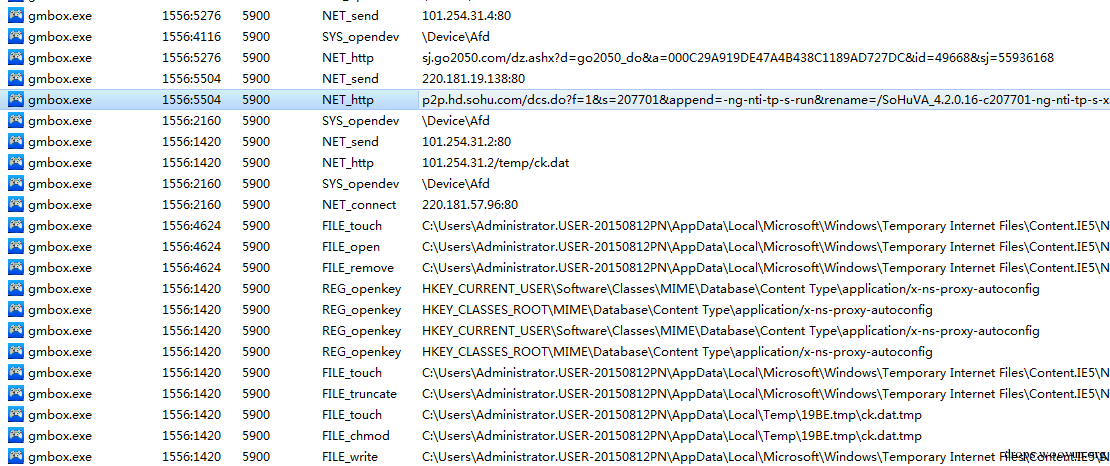 gmbox.exe 1556:5276 5900 NET_send 101.254.31.4:80
gmbox.exe 1556:4116 5900 SYS_opendev \Device\Afd
gmbox.exe 1556:5276 5900 NET_http sj.go2050.com/dz.ashx?d=go2050_do&a=000C29A919DE47A4B438C1189AD727DC&id=49668&sj=55936168
gmbox.exe 1556:5504 5900 NET_send 220.181.19.138:80
gmbox.exe 1556:5504 5900 NET_http p2p.hd.sohu.com/dcs.do?f=1&s=207701&append=-ng-nti-tp-s-run&rename=/SoHuVA_4.2.0.16-c207701-ng-nti-tp-s-x
gmbox.exe 1556:2160 5900 SYS_opendev \Device\Afd
gmbox.exe 1556:1420 5900 NET_send 101.254.31.2:80
gmbox.exe 1556:1420 5900 NET_http 101.254.31.2/temp/ck.dat
gmbox.exe 1556:2160 5900 SYS_opendev \Device\Afd
gmbox.exe 1556:2160 5900 NET_connect 220.181.57.96:80
gmbox.exe 1556:4624 5900 FILE_touch C:\Users\Administrator.USER-20150812PN\AppData\Local\Microsoft\Windows\Temporary Internet Files\Content.IE5\N
gmbox.exe 1556:4624 5900 FILE_open C:\Users\Administrator.USER-20150812PN\AppData\Local\Microsoft\Windows\Temporary Internet Files\Content.IE5\N
gmbox.exe 1556:4624 5900 FILE_remove C:\Users\Administrator.USER-20150812PN\AppData\Local\Microsoft\Windows\Temporary Internet Files\Content.IE5\N
gmbox.exe 1556:1420 5900 REG_openkey HKEY_CURRENT_USER\Software\Classes\MIME\Database\Content Type\application/x-ns-proxy-autoconfig
gmbox.exe 1556:1420 5900 REG_openkey HKEY_CLASSES_ROOT\MIME\Database\Content Type\application/x-ns-proxy-autoconfig
gmbox.exe 1556:1420 5900 REG_openkey HKEY_CURRENT_USER\Software\Classes\MIME\Database\Content Type\application/x-ns-proxy-autoconfig
gmbox.exe 1556:1420 5900 REG_openkey HKEY_CLASSES_ROOT\MIME\Database\Content Type\application/x-ns-proxy-autoconfig
gmbox.exe 1556:1420 5900 FILE_touch C:\Users\Administrator.USER-20150812PN\AppData\Local\Microsoft\Windows\Temporary Internet Files\Content.IE5\N
gmbox.exe 1556:1420 5900 FILE_truncate C:\Users\Administrator.USER-20150812PN\AppData\Local\Microsoft\Windows\Temporary Internet Files\Content.IE5\N
gmbox.exe 1556:1420 5900 FILE_touch C:\Users\Administrator.USER-20150812PN\AppData\Local\Temp\19BE.tmp\ck.dat.tmp
gmbox.exe 1556:1420 5900 FILE_chmod C:\Users\Administrator.USER-20150812PN\AppData\Local\Temp\19BE.tmp\ck.dat.tmp
gmbox.exe 1556:1420 5900 FILE_write C:\Users\Administrator.USER-20150812PN\AppData\Local\Microsoft\Windows\Temporary Internet Files\Content.IE5\N